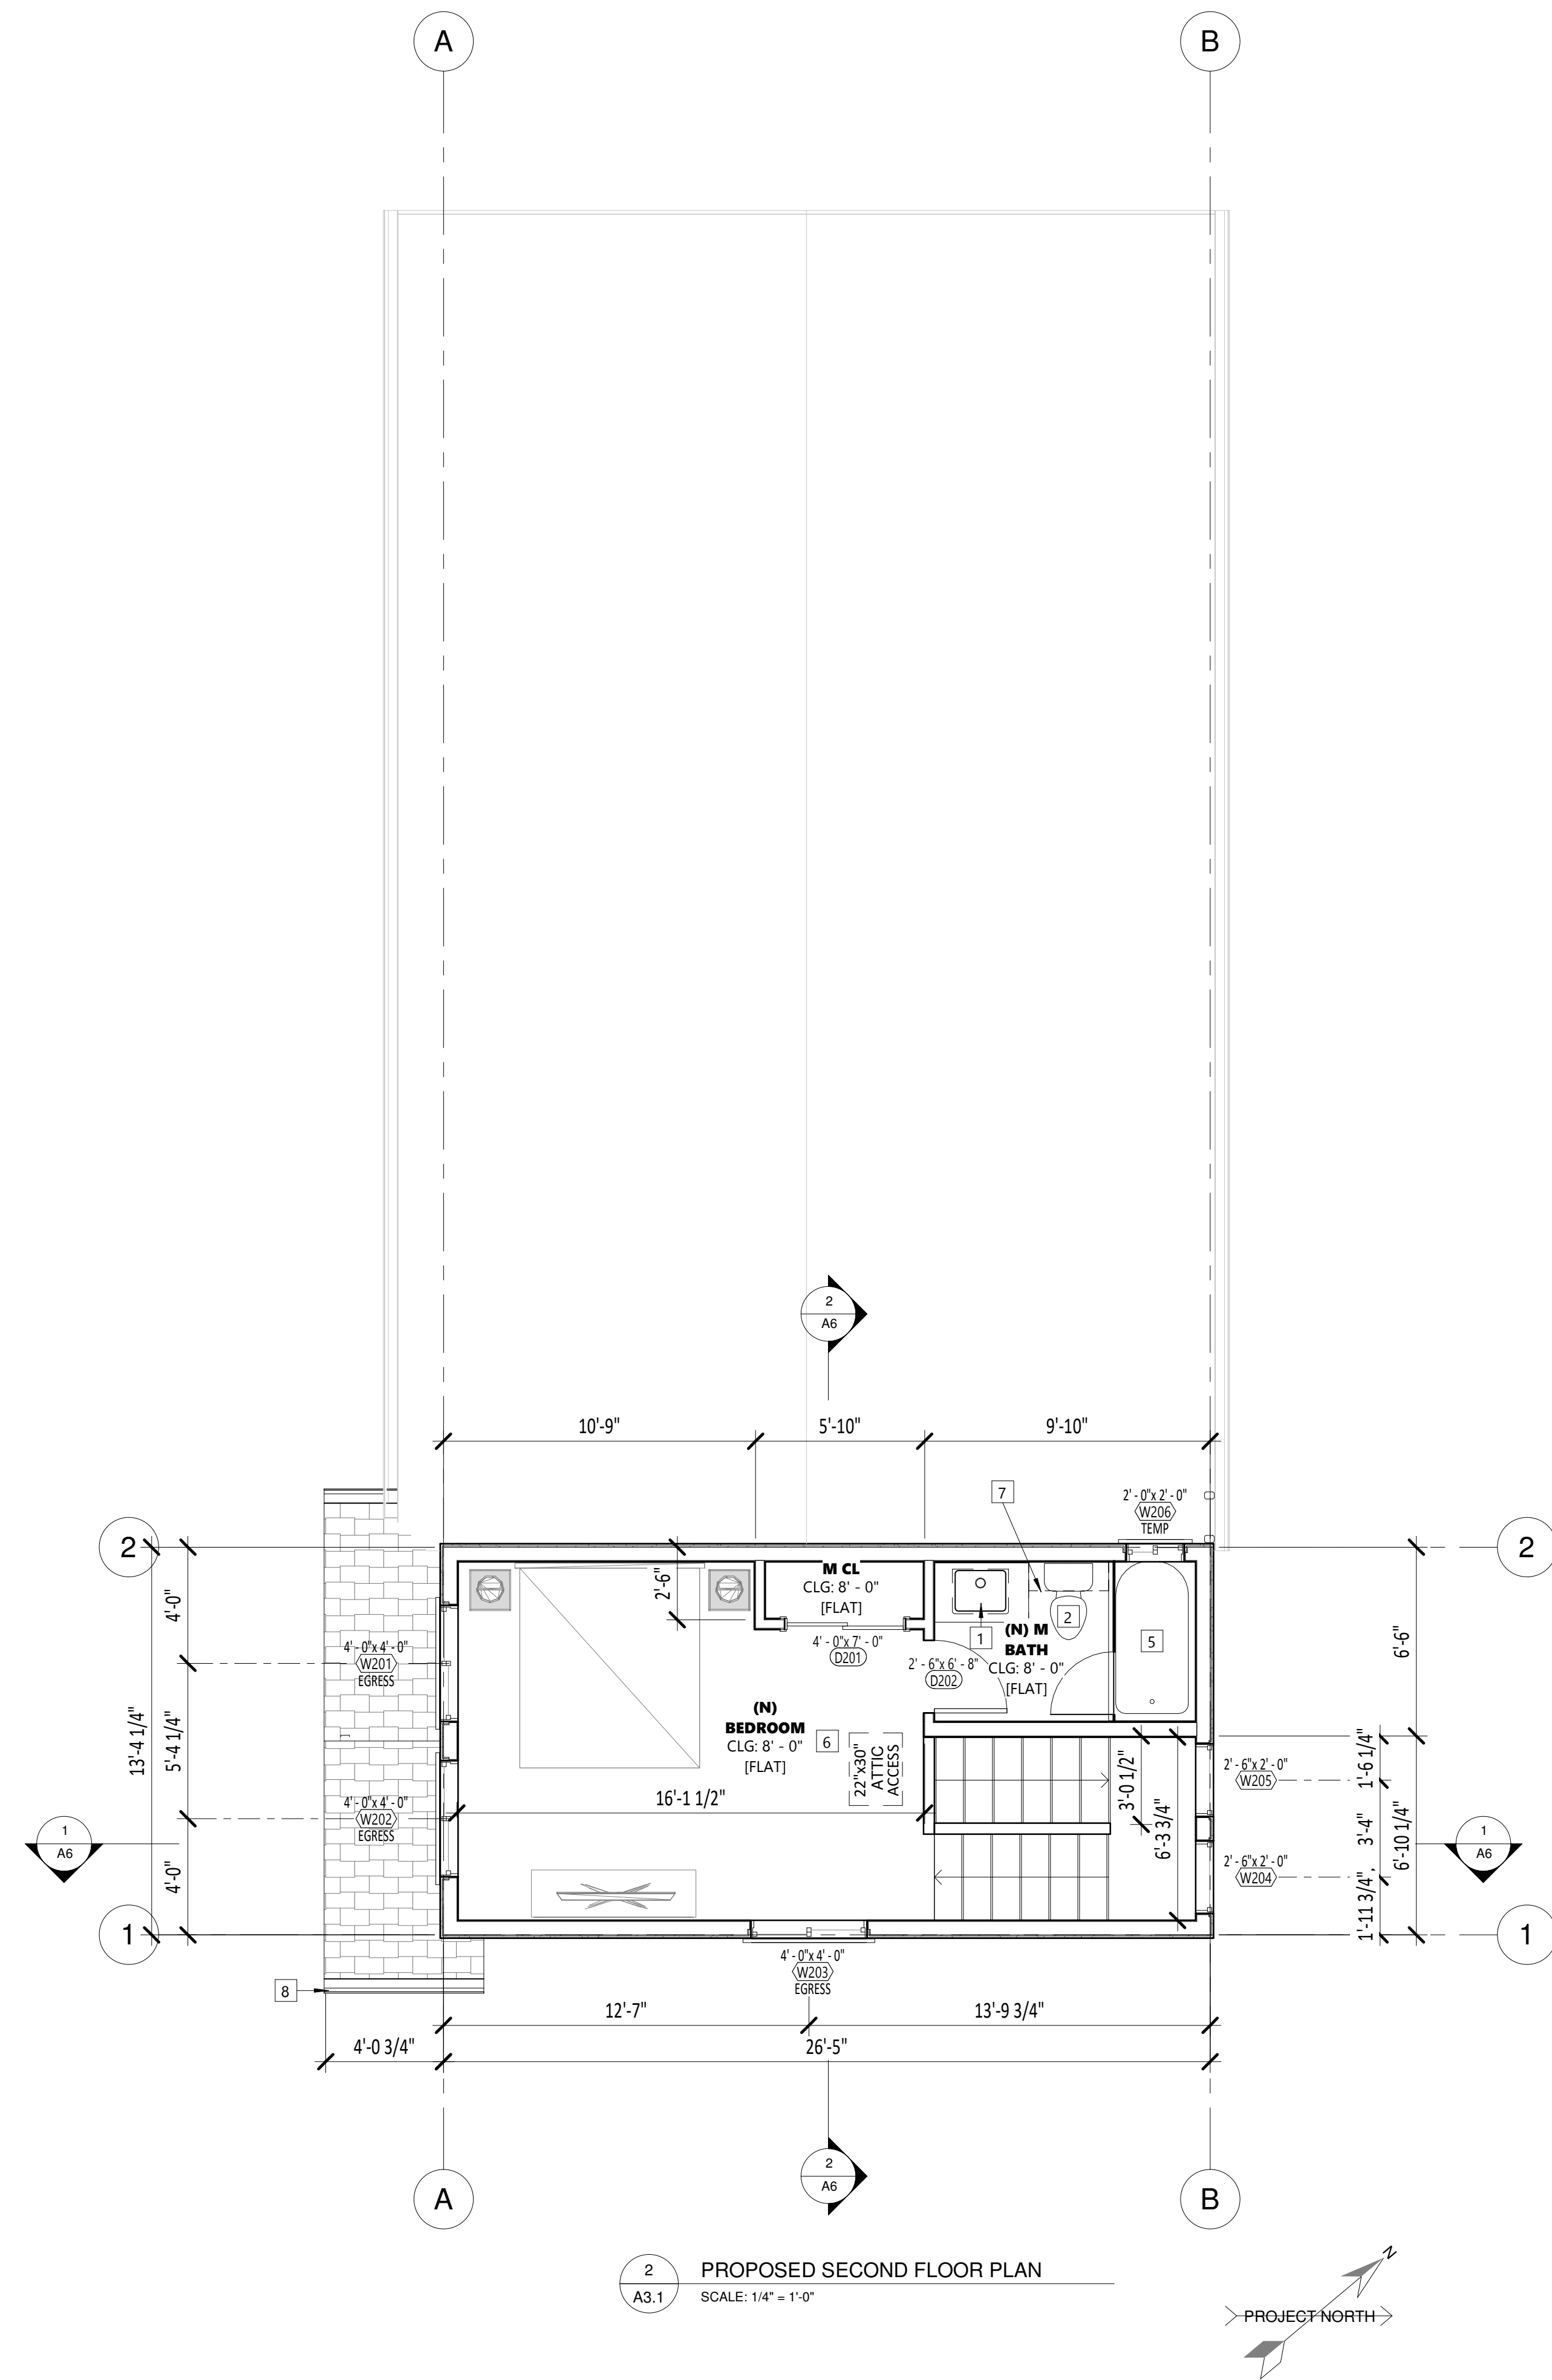 A
B
2
A6
10'-9"
5'-10"
9'-10"
7
2' - 0"x 2' - 0"
W206
TEMP
2
2
4'-0"
2'-6"
M CL
CLG: 8' - 0"
[FLAT]
1
2
5
6'-6"
4' - 0"x 4' - 0"
W201
EGRESS
4' - 0"x 7' - 0"
D201
2' - 6"x 6' - 8"
D202
(N) M
BATH
CLG: 8' - 0"
[FLAT]
13'-4 1/4"
5'-4 1/4"
(N)
BEDROOM
CLG: 8' - 0"
[FLAT]
6
22"x30"
ATTIC
ACCESS
3'-0 1/2"
6'-3 3/4"
2' - 6"x 2' - 0"
W205
1'-6 1/4"
3'-4"
6'-10 1/4"
1'-11 3/4"
16'-1 1/2"
4' - 0"x 4' - 0"
W202
EGRESS
1
A6
1
A6
4'-0"
2' - 6"x 2' - 0"
W204
1
1
4' - 0"x 4' - 0"
W203
EGRESS
8
12'-7"
13'-9 3/4"
4'-0 3/4"
26'-5"
2
A6
A
B
2
A3.1
PROPOSED SECOND FLOOR PLAN
SCALE: 1/4" = 1'-0"
N
PROJECT NORTH